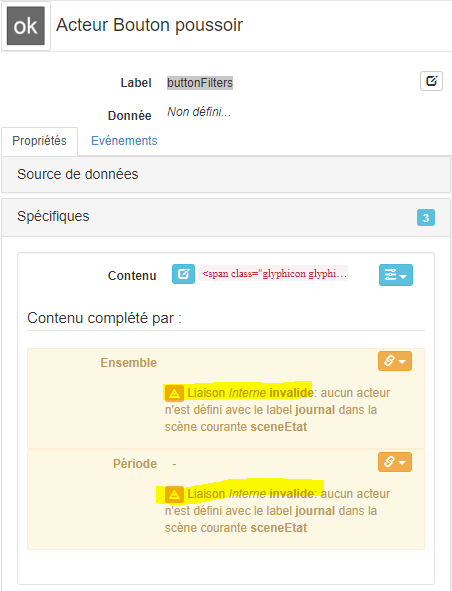 ok Acteur Bouton poussoir
Label buttonFilters
Donnée Non défini...
Propriétés Evénements
Source de données
Spécifiques 3
Contenu <span class="glyphicon glyphi...
Contenu complété par :
Ensemble
Liaison Interne invalide: aucun acteur
n'est défini avec le label journal dans la
scène courante sceneEtat
Période -
Liaison Interne invalide: aucun acteur
n'est défini avec le label journal dans la
scène courante sceneEtat